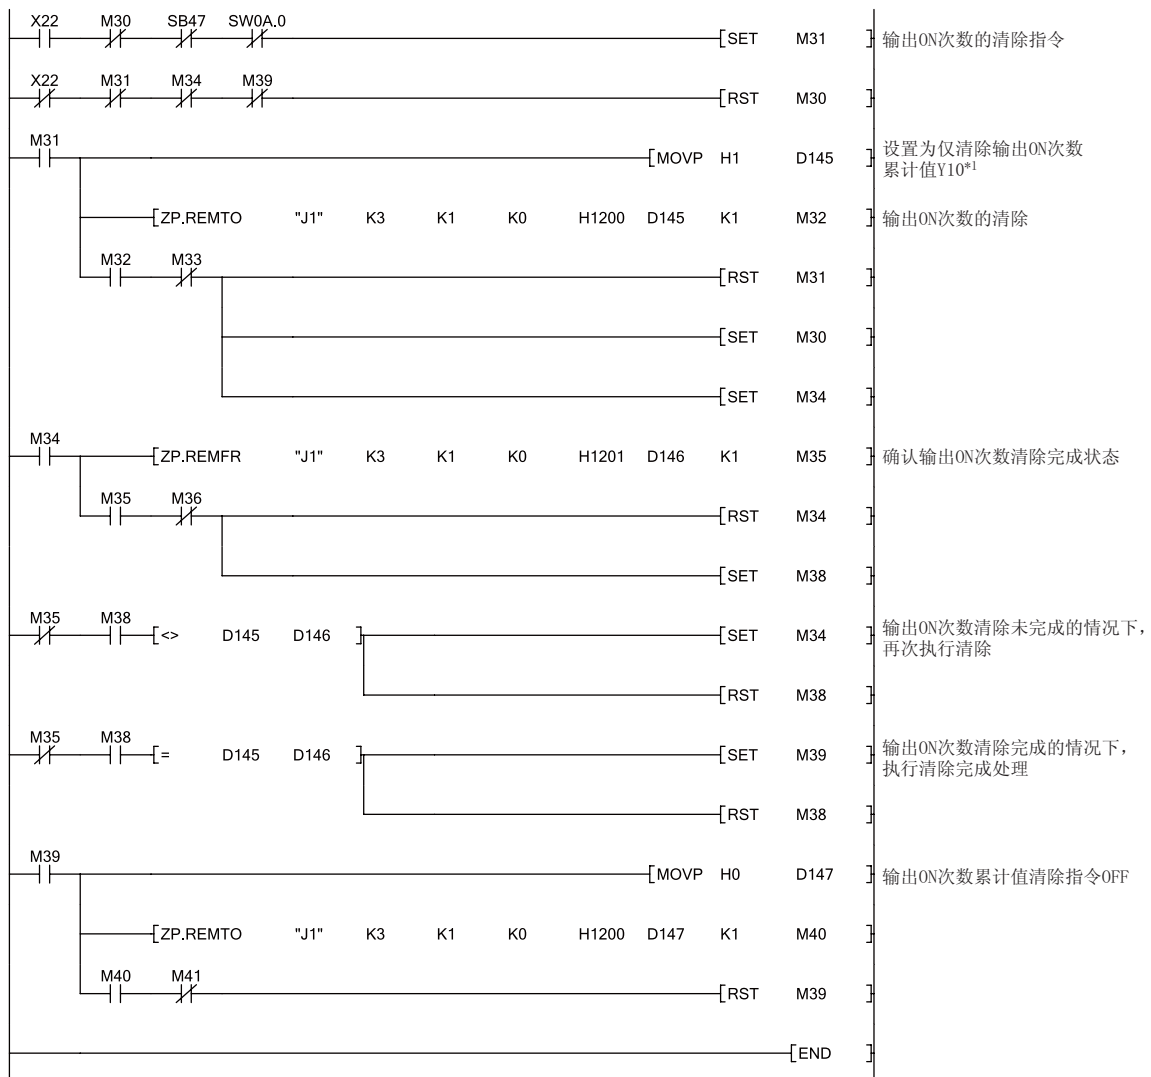 X22 M30 SB47 SW0A.0
SET M31 输出ON次数的清除指令
X22 M31 M34 M39
RST M30
M31
MOVP H1 D145 设置为仅清除输出ON次数
累计值Y10*1
ZP.REMTO "J1" K3 K1 K0 H1200 D145 K1 M32 输出ON次数的清除
M32 M33
RST M31
SET M30
SET M34
M34
ZP.REMFR "J1" K3 K1 K0 H1201 D146 K1 M35 确认输出ON次数清除完成状态
M35 M36
RST M34
SET M38
M35 M38
<> D145 D146 SET M34 输出ON次数清除未完成的情况下，
再次执行清除
RST M38
M35 M38
= D145 D146 SET M39 输出ON次数清除完成的情况下，
执行清除完成处理
RST M38
M39
MOVP H0 D147 输出ON次数累计值清除指令OFF
ZP.REMTO "J1" K3 K1 K0 H1200 D147 K1 M40
M40 M41
RST M39
END